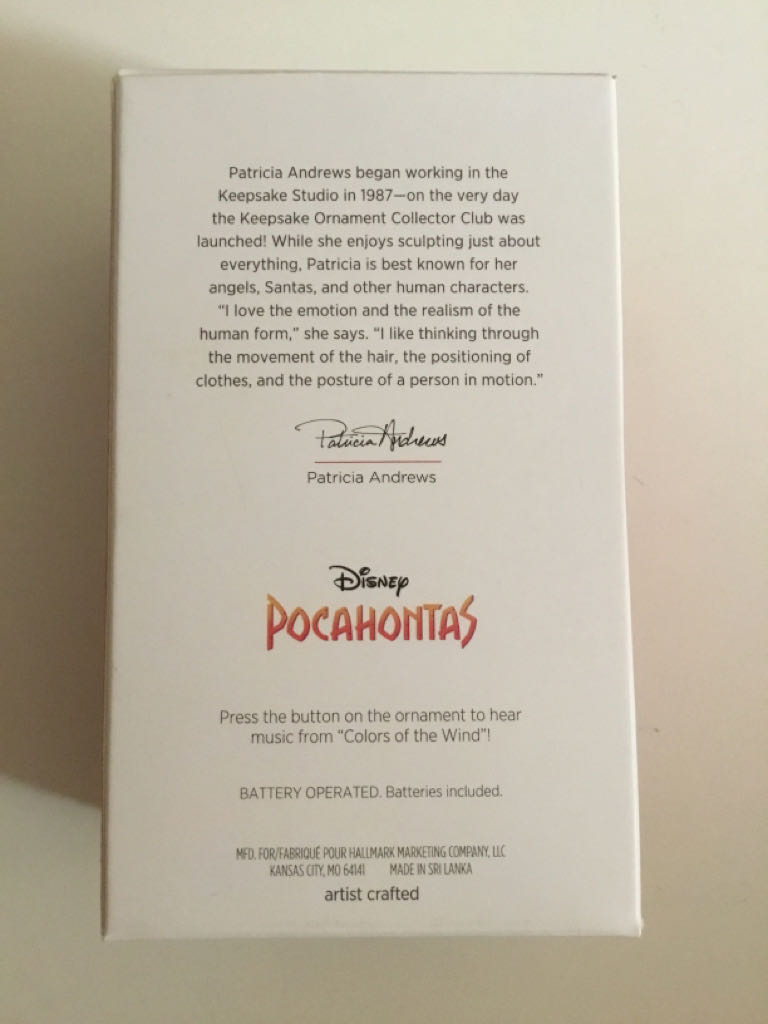 Patricia Andrews began working in the
Keepsake Studio in 1987—on the very day
the Keepsake Ornament Collector Club was
launched! While she enjoys sculpting just about
everything, Patricia is best known for her
angels, Santas, and other human characters.
“I love the emotion and the realism of the
human form,” she says. “I like thinking through
the movement of the hair, the positioning of
clothes, and the posture of a person in motion.”
Patricia Andrews
Patricia Andrews
Disney
POCAHONTAS
Press the button on the ornament to hear
music from “Colors of the Wind”!
BATTERY OPERATED. Batteries included.
MFD. FOR/FABRIQUÉ POUR HALLMARK MARKETING COMPANY, LLC
KANSAS CITY, MO 64141 MADE IN SRI LANKA
artist crafted